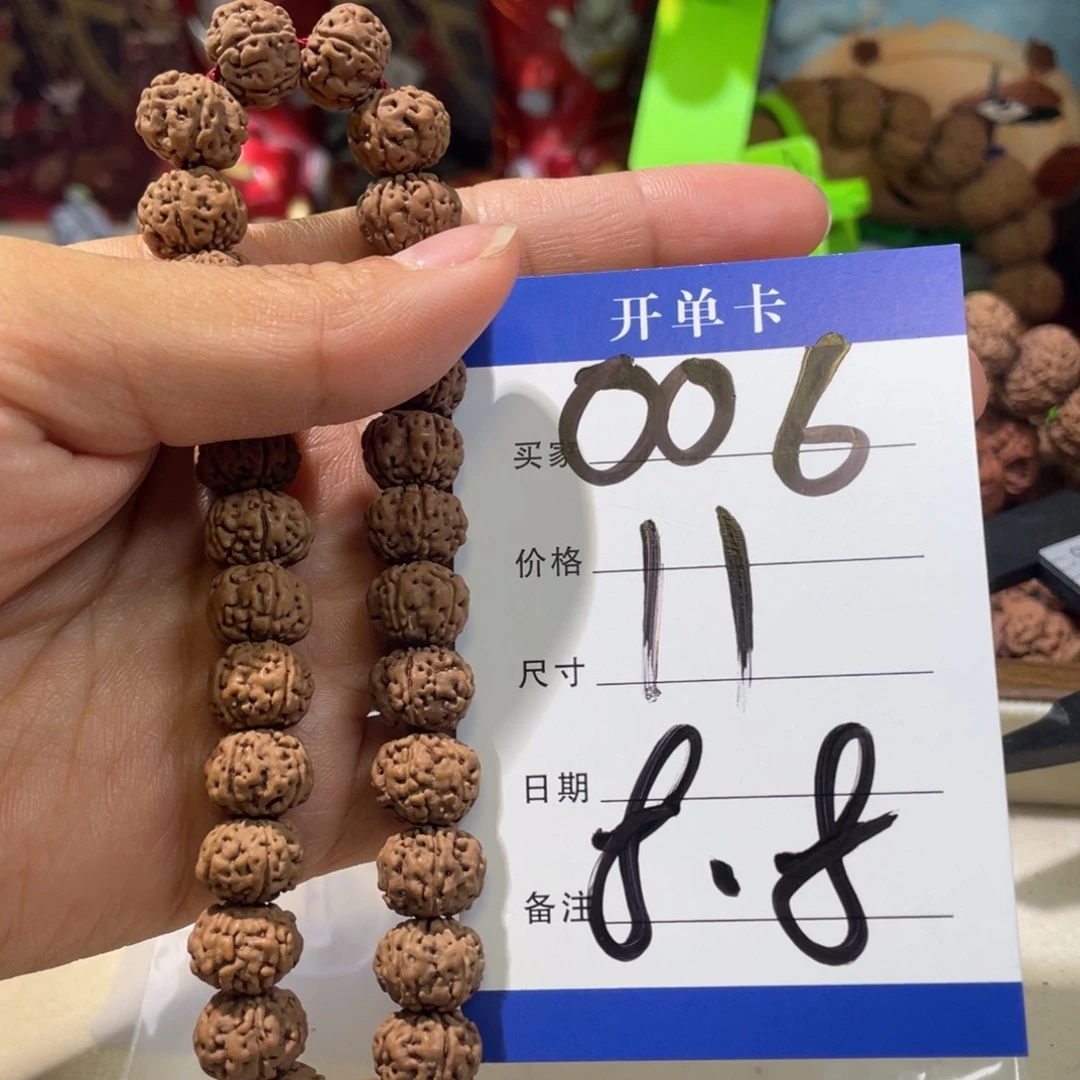 开单卡
买家 006
价格 11
尺寸
日期 8.8
备注